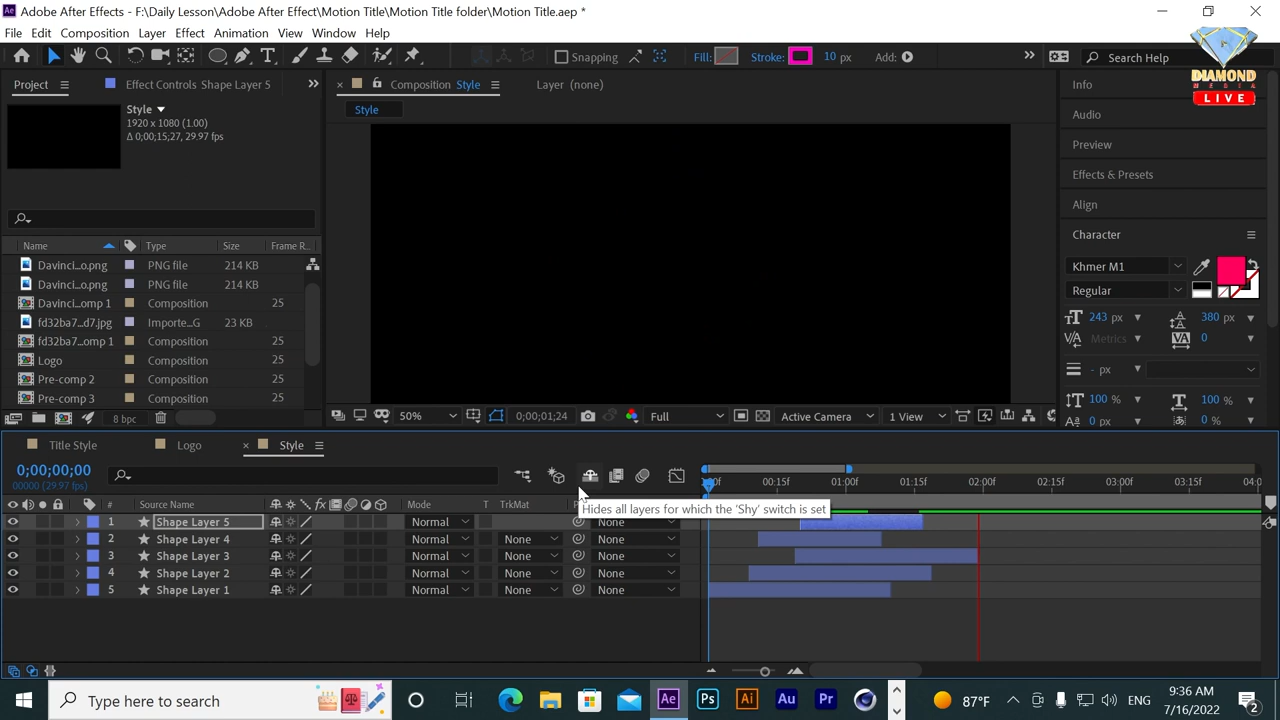 Adobe After Effects - F:\Daily Lesson\Adobe After Effect\Motion Title\Motion Title folder\Motion Title.aep *
File Edit Composition Layer Effect Animation View Window Help
Snapping Fill: Stroke: 10 px Add: Search Help
DIAMOND
MEDIA
LIVE
Project Effect Controls Shape Layer 5 Composition Style Layer (none) Info
Style
1920 x 1080 (1.00)
Δ 0;00;15;27, 29.97 fps
Style
Audio
Preview
Effects & Presets
Align
Character
Name Type Size Frame R...
Davinci...o.png PNG file 214 KB
Davinci...o.png PNG file 214 KB
Davinci...omp 1 Composition 25
fd32ba7...d7.jpg Importe...G 23 KB
fd32ba7...omp 1 Composition 25
Logo Composition 25
Pre-comp 2 Composition 25
Pre-comp 3 Composition 25
Khmer M1
Regular
243 px 380 px
Metrics 0
- px
100 % 100 %
0 px 0 %
8 bpc 50% 0;00;01;24 Full Active Camera 1 View
Title Style Logo Style
0;00;00;00
00000 (29.97 fps)
:00f 00:15f 01:00f 01:15f 02:00f 02:15f 03:00f 03:15f 04:0
# Source Name Mode T TrkMat
Hides all layers for which the 'Shy' switch is set
1 Shape Layer 5 Normal None
2 Shape Layer 4 Normal None None
3 Shape Layer 3 Normal None None
4 Shape Layer 2 Normal None None
5 Shape Layer 1 Normal None None
Type here to search
Ae Ps Ai Au Pr
87°F
ENG
9:36 AM
7/16/2022
2